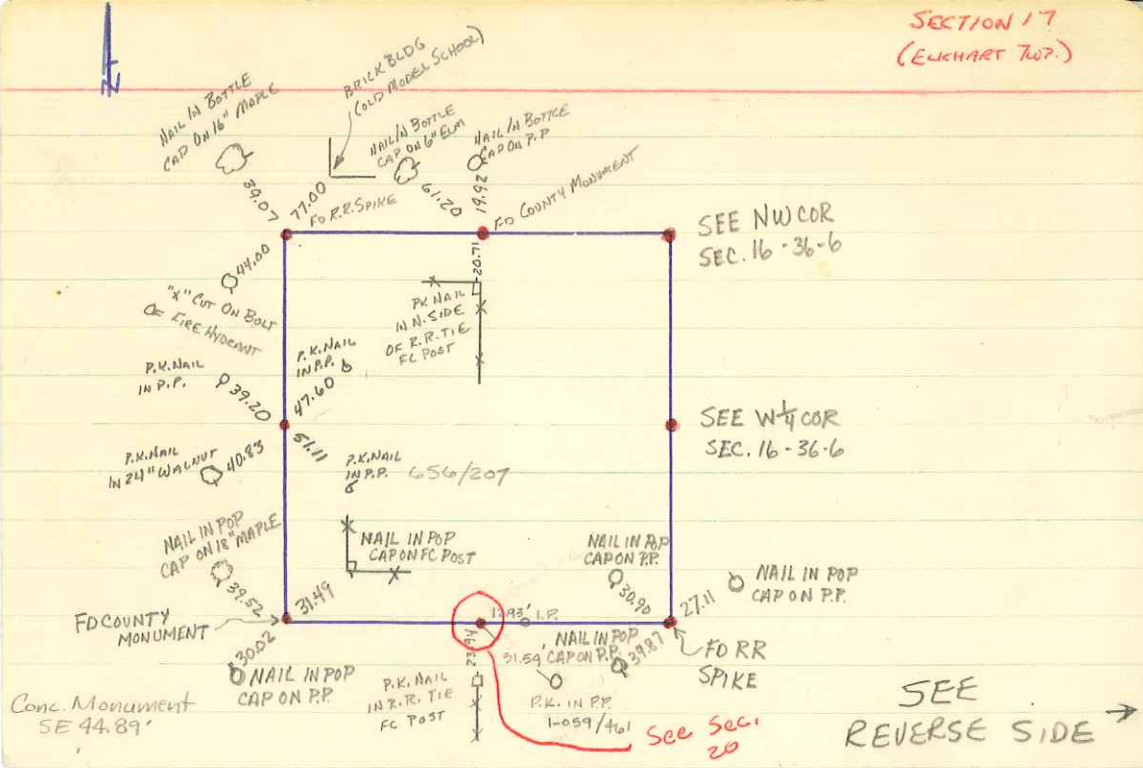 SECTION 17
(ELKHART TWP.)
NAIL IN BOTTLE
CAP ON 16" MAPLE
39.07
BRICK BLDG
(OLD MODEL SCHOOL)
77.00
FD R.R. SPIKE
NAIL IN BOTTLE
CAP ON 6" ELM
61.20
NAIL IN BOTTLE
CAP ON P.P
19.92
FD COUNTY MONUMENT
SEE NW COR
SEC. 16-36-6
44.00
"X" CUT ON BOLT
OF FIRE HYDRANT
20.71
PK NAIL
IN N. SIDE
OF R.R. TIE
FC POST
P.K. NAIL
IN P.P.
39.20
P.K. NAIL
IN P.P.
47.60
SEE W 1/4 COR
SEC. 16-36-6
P.K. NAIL
IN 24" WALNUT
40.83
51.11
P.K. NAIL
IN P.P.
656/207
NAIL IN POP
CAP ON 18" MAPLE
39.52
NAIL IN POP
CAP ON FC POST
31.49
NAIL IN POP
CAP ON P.P.
30.90
NAIL IN POP
CAP ON P.P.
27.11
FD COUNTY
MONUMENT
30.02
NAIL IN POP
CAP ON P.P.
I.P.
NAIL IN POP
CAP ON P.P.
39.87
31.54'
P.K. IN P.P.
1-059/461
P.K. NAIL
IN R.R. TIE
FC POST
FD RR
SPIKE
Conc. Monument
SE 44.89'
See Sec.
20
SEE
REVERSE SIDE